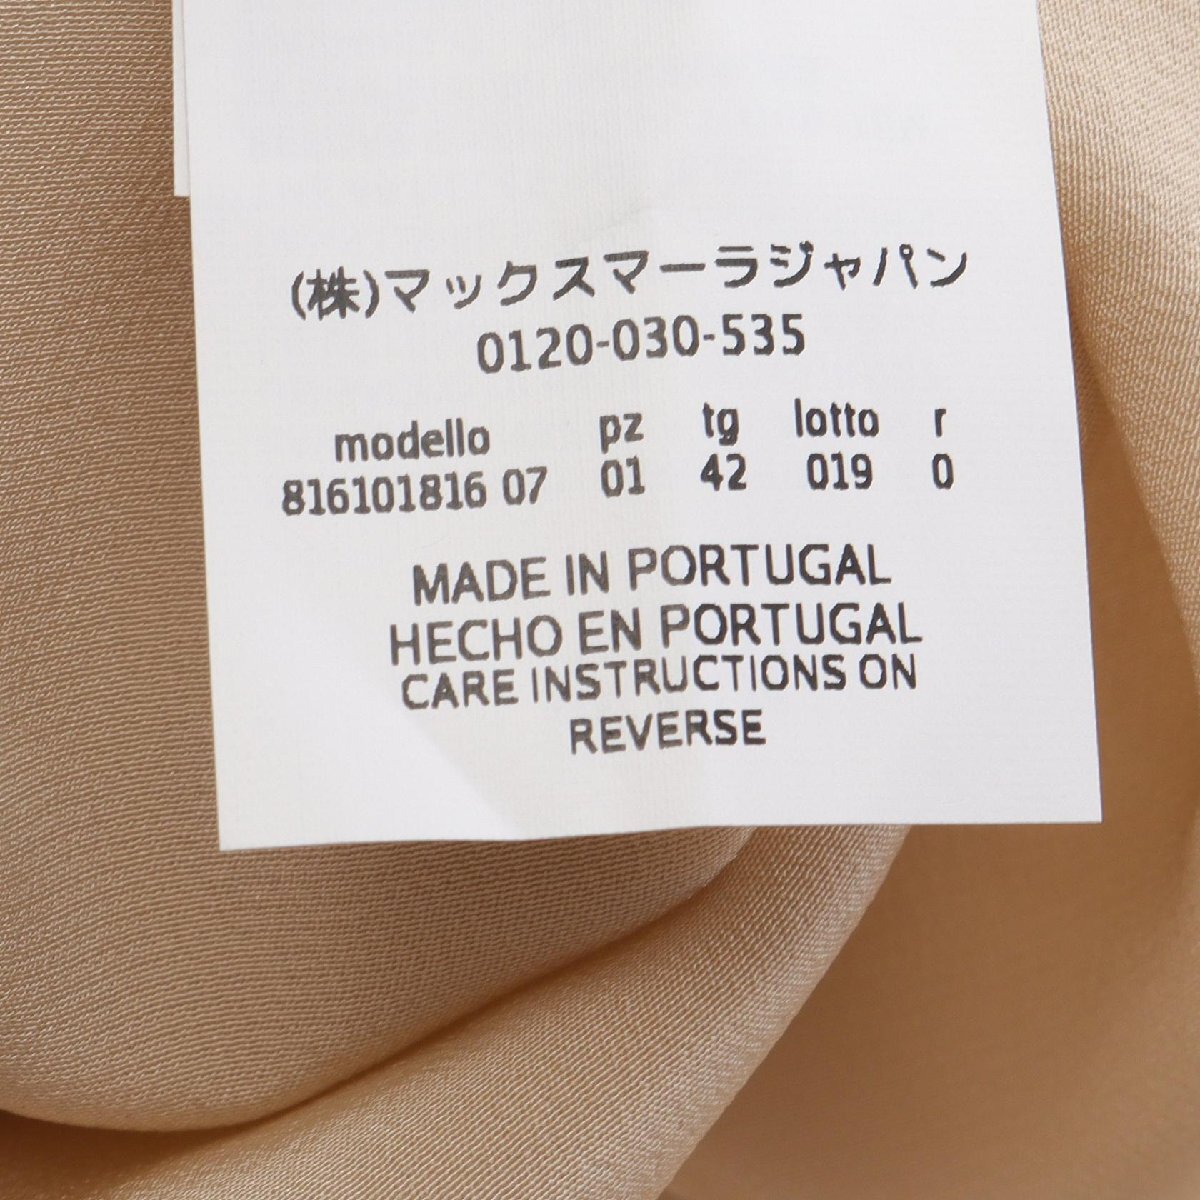 (株)マックスマーラジャパン
0120-030-535
modello pz tg lotto r
816101816 07 01 42 019 0
MADE IN PORTUGAL
HECHO EN PORTUGAL
CARE INSTRUCTIONS ON
REVERSE